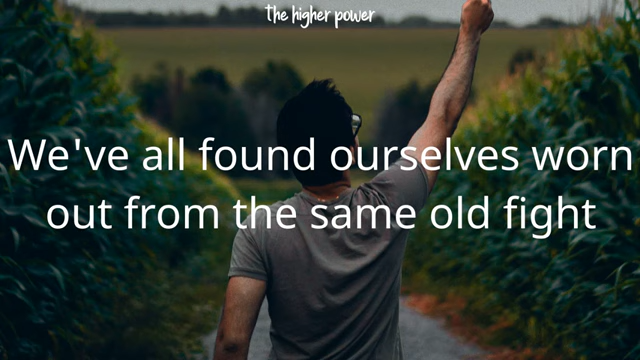 the higher power
We've all found ourselves worn
out from the same old fight